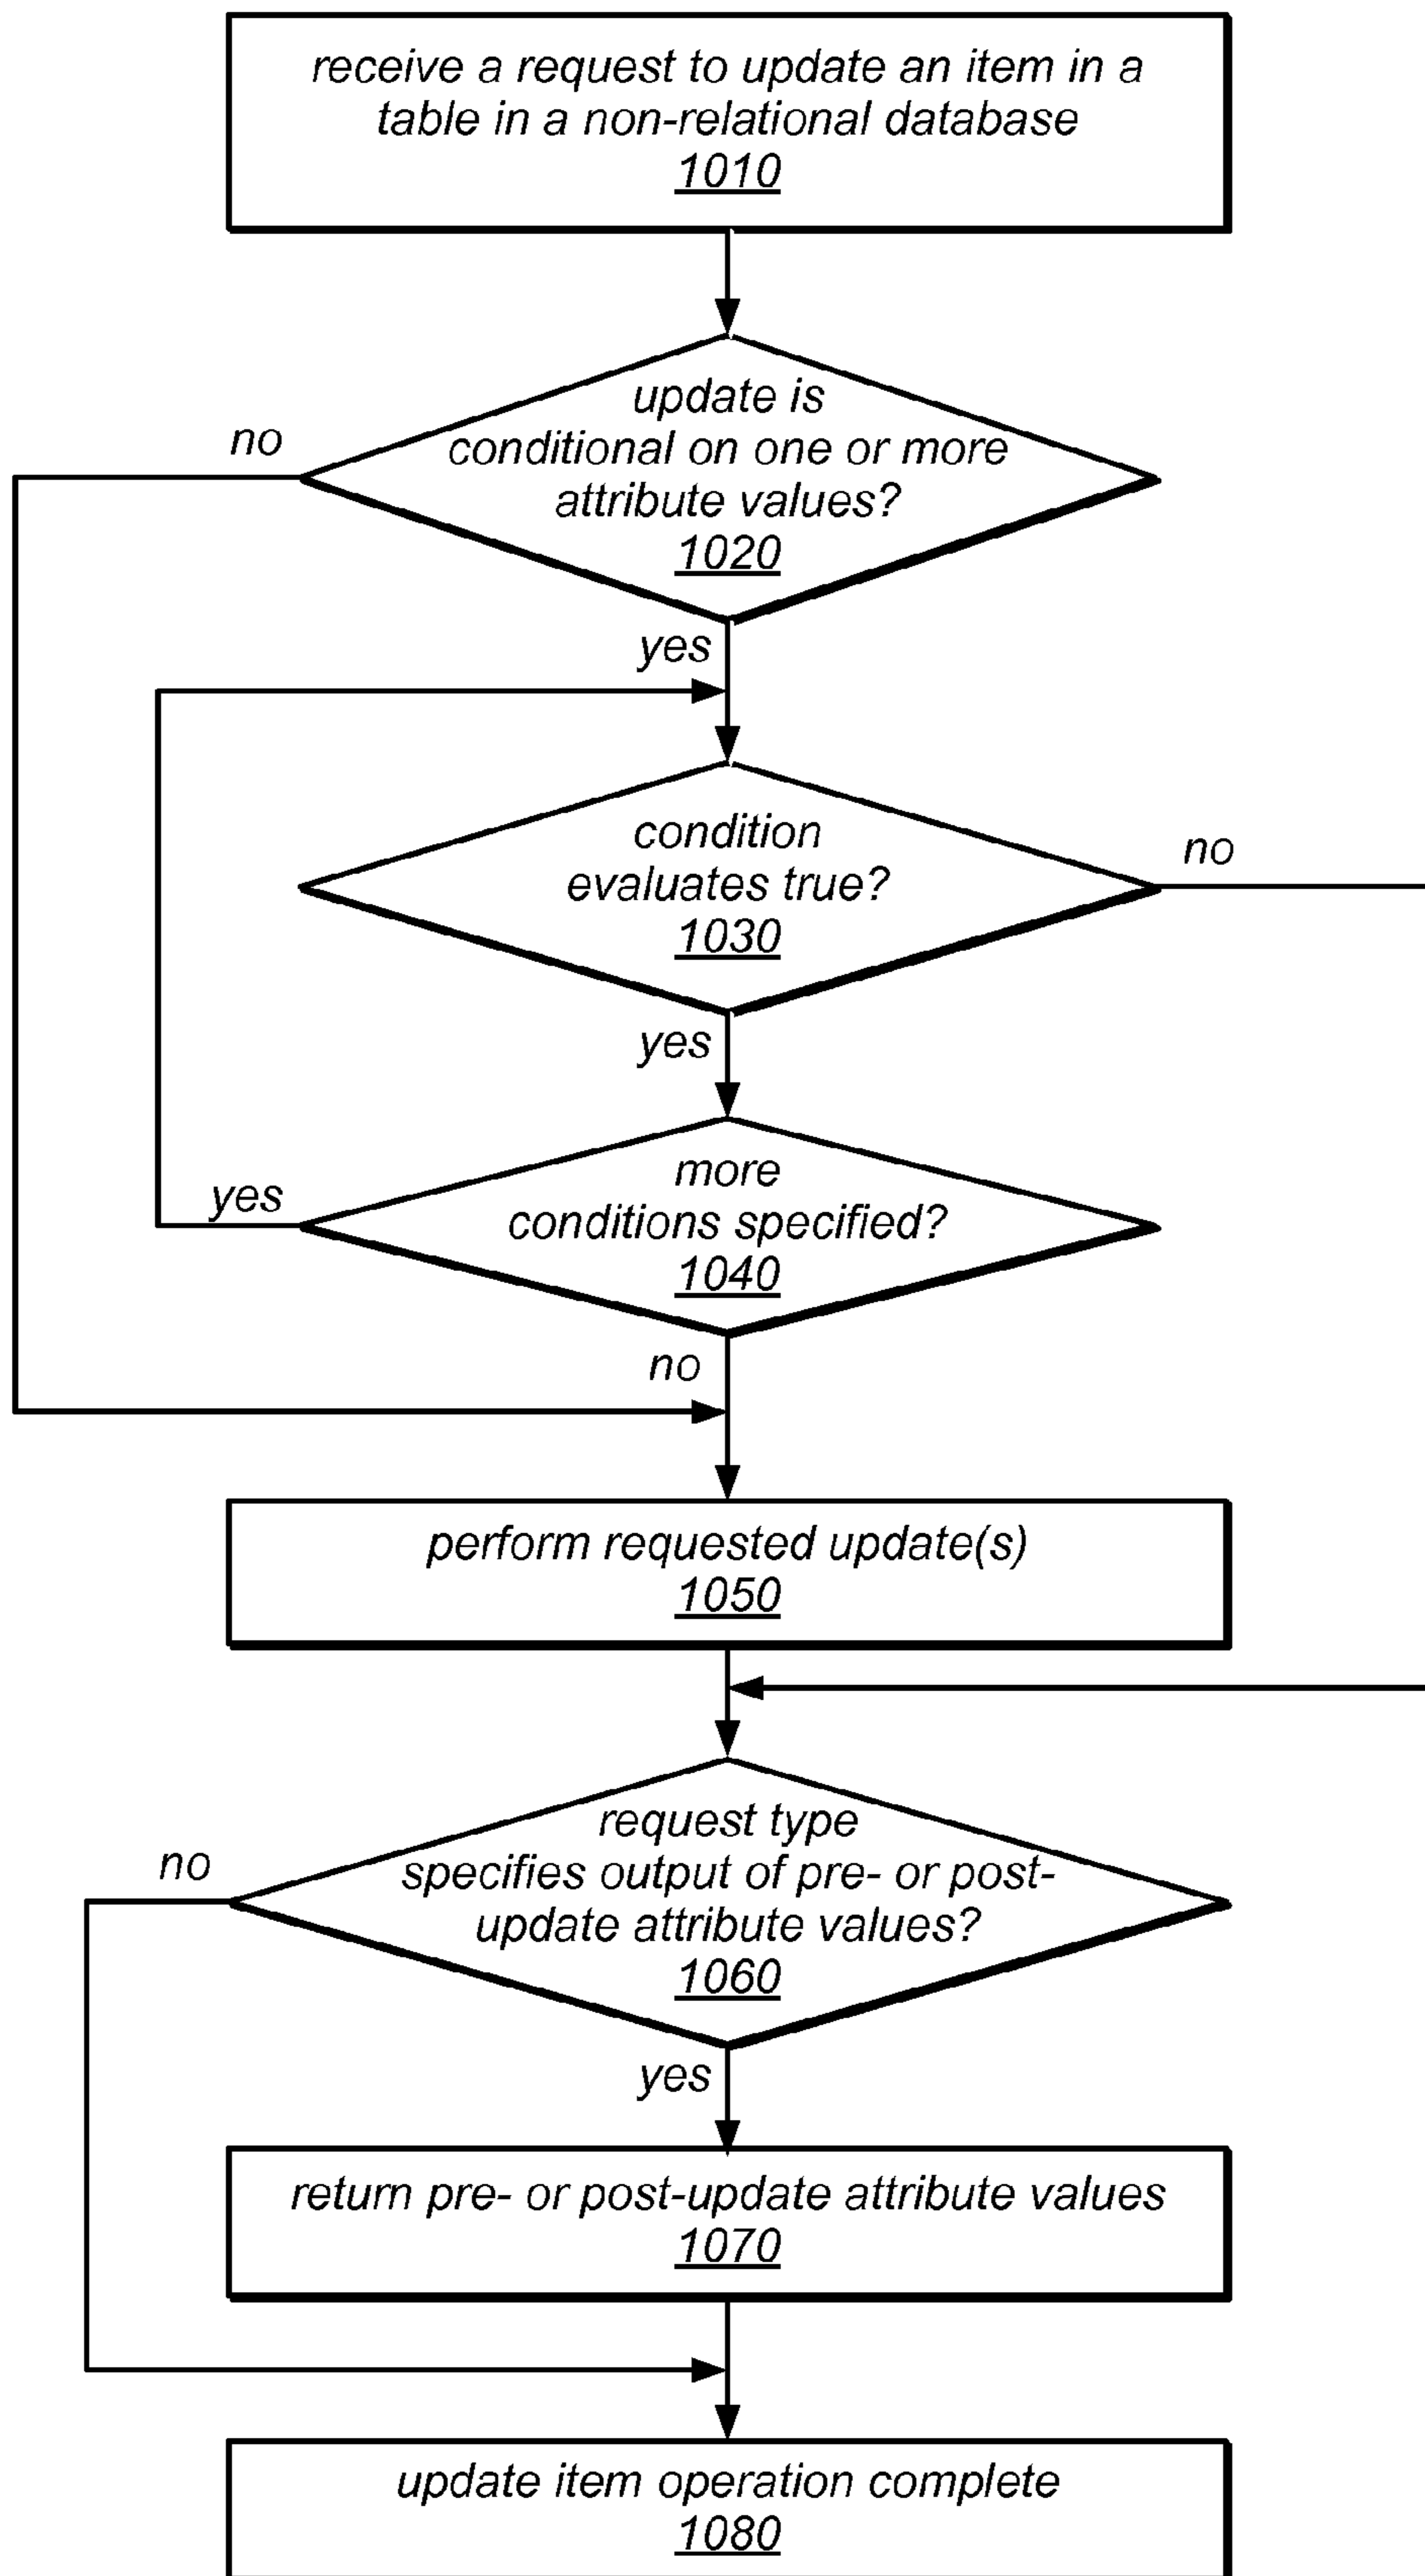 receive a request to update an item in a
table in a non-relational database
1010
update is
conditional on one or more
attribute values?
1020
no
yes
condition
evaluates true?
1030
no
yes
more
conditions specified?
1040
yes
no
perform requested update(s)
1050
request type
specifies output of pre- or post-
update attribute values?
1060
no
yes
return pre- or post-update attribute values
1070
update item operation complete
1080